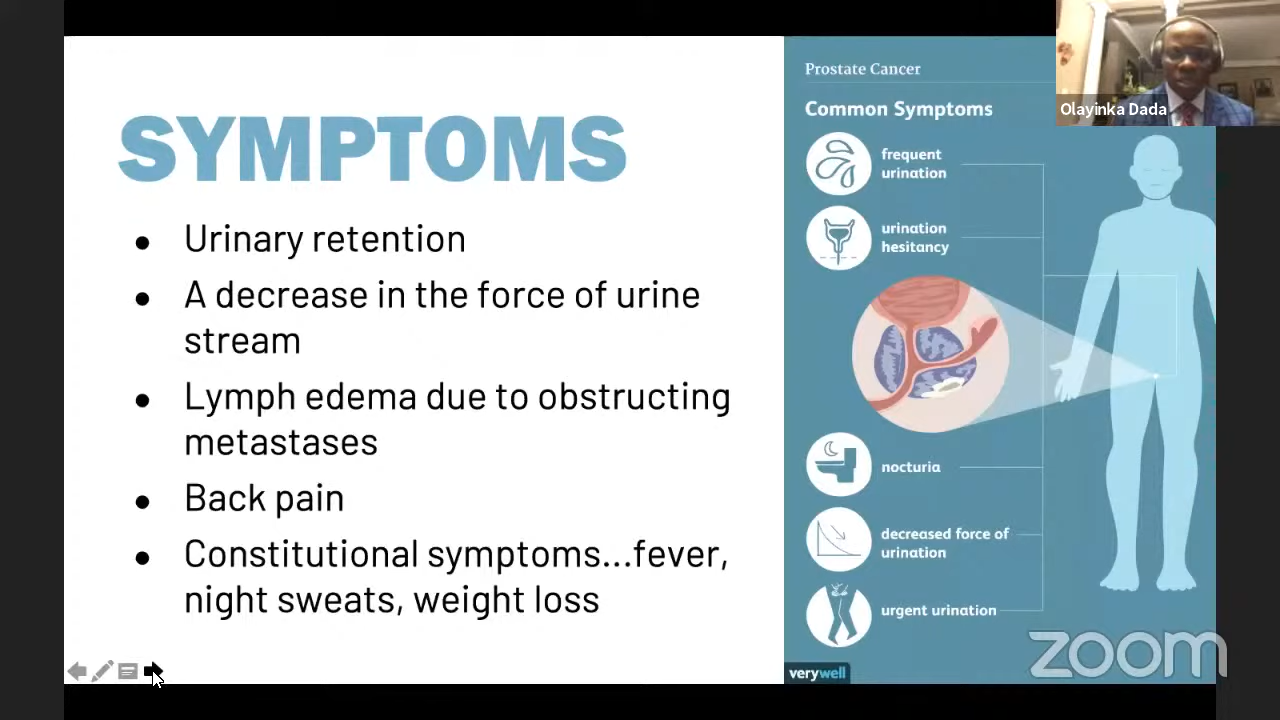 SYMPTOMS
● Urinary retention
● A decrease in the force of urine
stream
● Lymph edema due to obstructing
metastases
● Back pain
● Constitutional symptoms...fever,
night sweats, weight loss
Prostate Cancer
Common Symptoms
frequent
urination
urination
hesitancy
nocturia
decreased force of
urination
urgent urination
verywell
Olayinka Dada
zoom